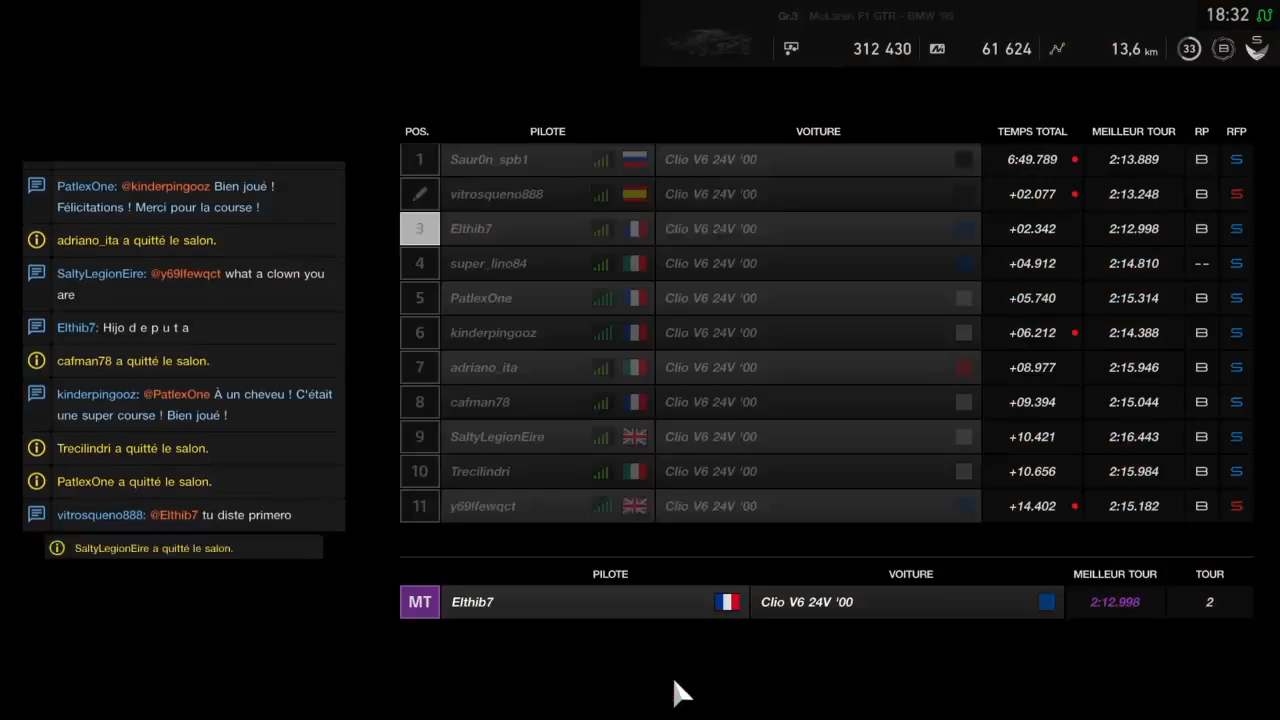 Gr.3 McLaren F1 GTR - BMW '95
18:32
312 430 61 624 13,6 km 33 B S
POS. PILOTE VOITURE TEMPS TOTAL MEILLEUR TOUR RP RFP
1 Saur0n_spb1 Clio V6 24V '00 6:49.789 2:13.889 B S
vitrosqueno888 Clio V6 24V '00 +02.077 2:13.248 B S
3 Elthib7 Clio V6 24V '00 +02.342 2:12.998 B S
4 super_lino84 Clio V6 24V '00 +04.912 2:14.810 -- S
5 PatlexOne Clio V6 24V '00 +05.740 2:15.314 B S
6 kinderpingooz Clio V6 24V '00 +06.212 2:14.388 B S
7 adriano_ita Clio V6 24V '00 +08.977 2:15.946 B S
8 cafman78 Clio V6 24V '00 +09.394 2:15.044 B S
9 SaltyLegionEire Clio V6 24V '00 +10.421 2:16.443 B S
10 Trecilindri Clio V6 24V '00 +10.656 2:15.984 B S
11 y69lfewqct Clio V6 24V '00 +14.402 2:15.182 B S
PILOTE VOITURE MEILLEUR TOUR TOUR
MT Elthib7 Clio V6 24V '00 2:12.998 2
PatlexOne: @kinderpingooz Bien joué !
Félicitations ! Merci pour la course !
adriano_ita a quitté le salon.
SaltyLegionEire: @y69lfewqct what a clown you
are
Elthib7: Hijo d e p u t a
cafman78 a quitté le salon.
kinderpingooz: @PatlexOne À un cheveu ! C'était
une super course ! Bien joué !
Trecilindri a quitté le salon.
PatlexOne a quitté le salon.
vitrosqueno888: @Elthib7 tu diste primero
SaltyLegionEire a quitté le salon.